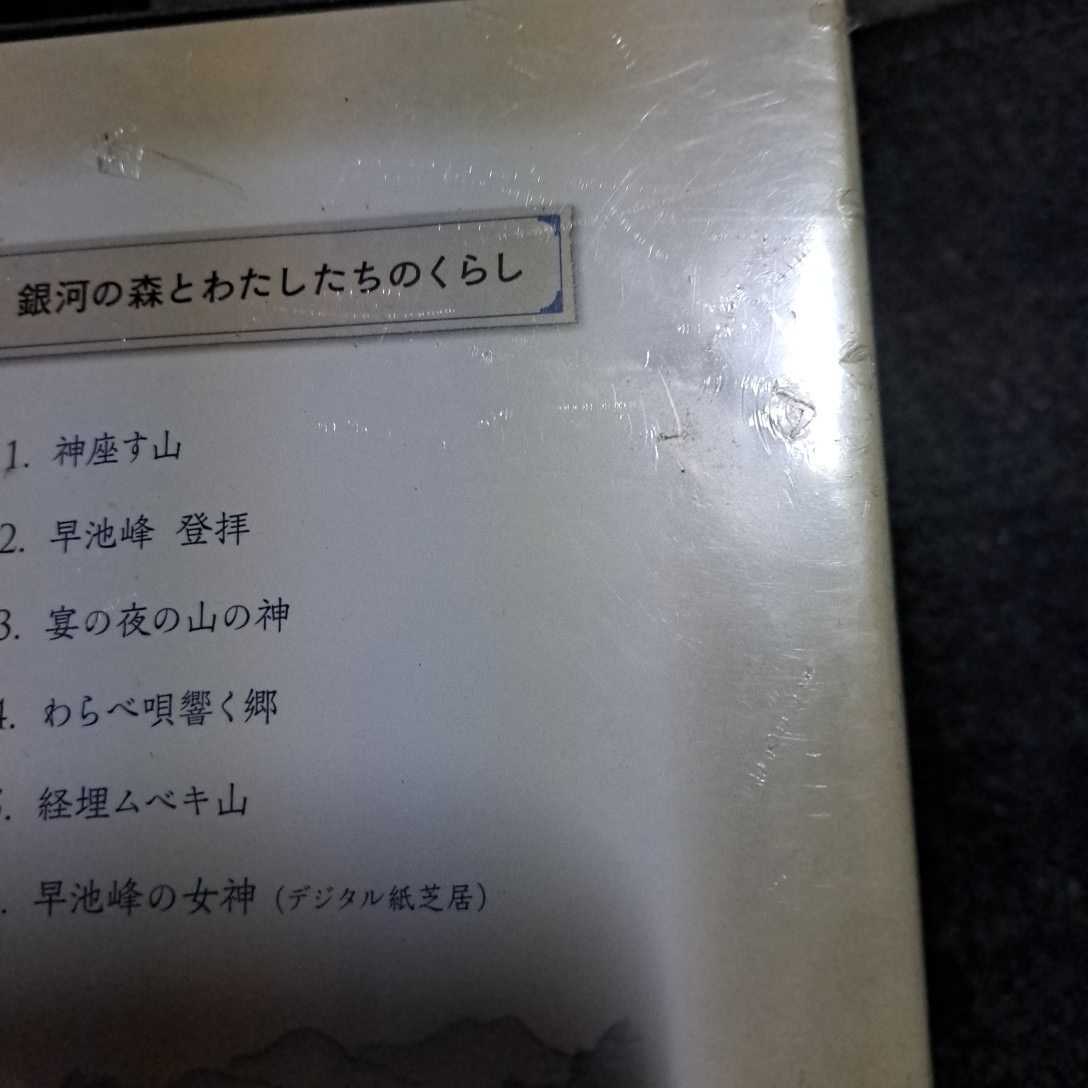 銀河の森とわたしたちのくらし
1. 神座す山
2. 早池峰 登拝
3. 宴の夜の山の神
4. わらべ唄響く郷
5. 経埋ムベキ山
. 早池峰の女神（デジタル紙芝居）